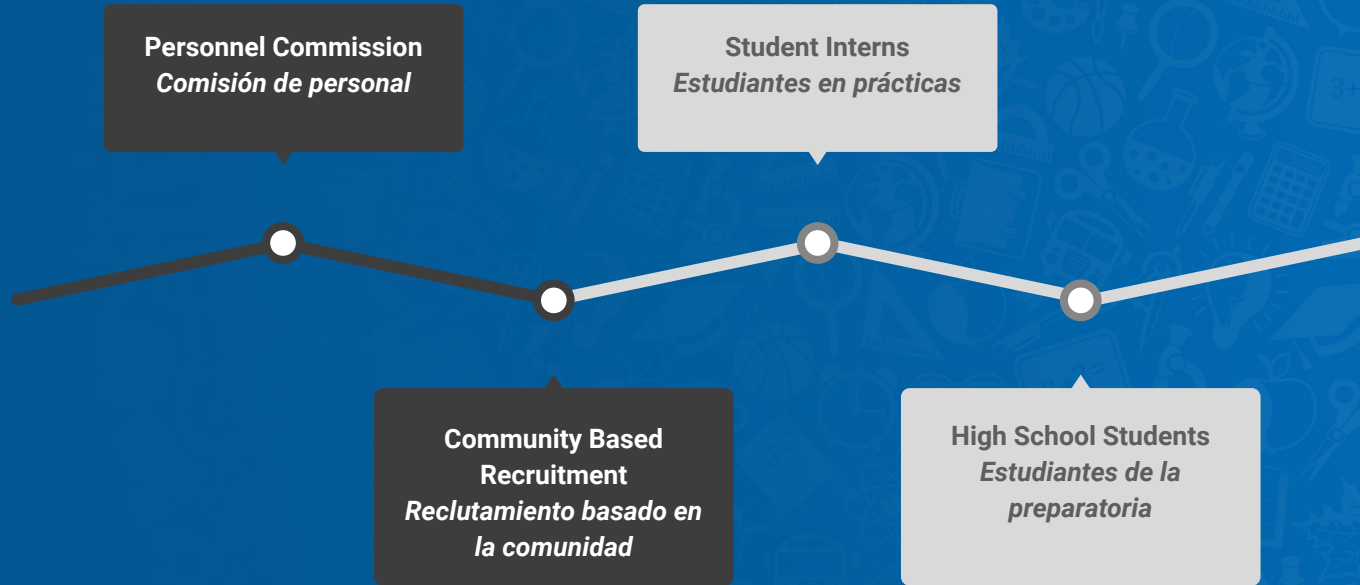 Personnel Commission
Comisión de personal
Student Interns
Estudiantes en prácticas
Community Based
Recruitment
Reclutamiento basado en
la comunidad
High School Students
Estudiantes de la
preparatoria